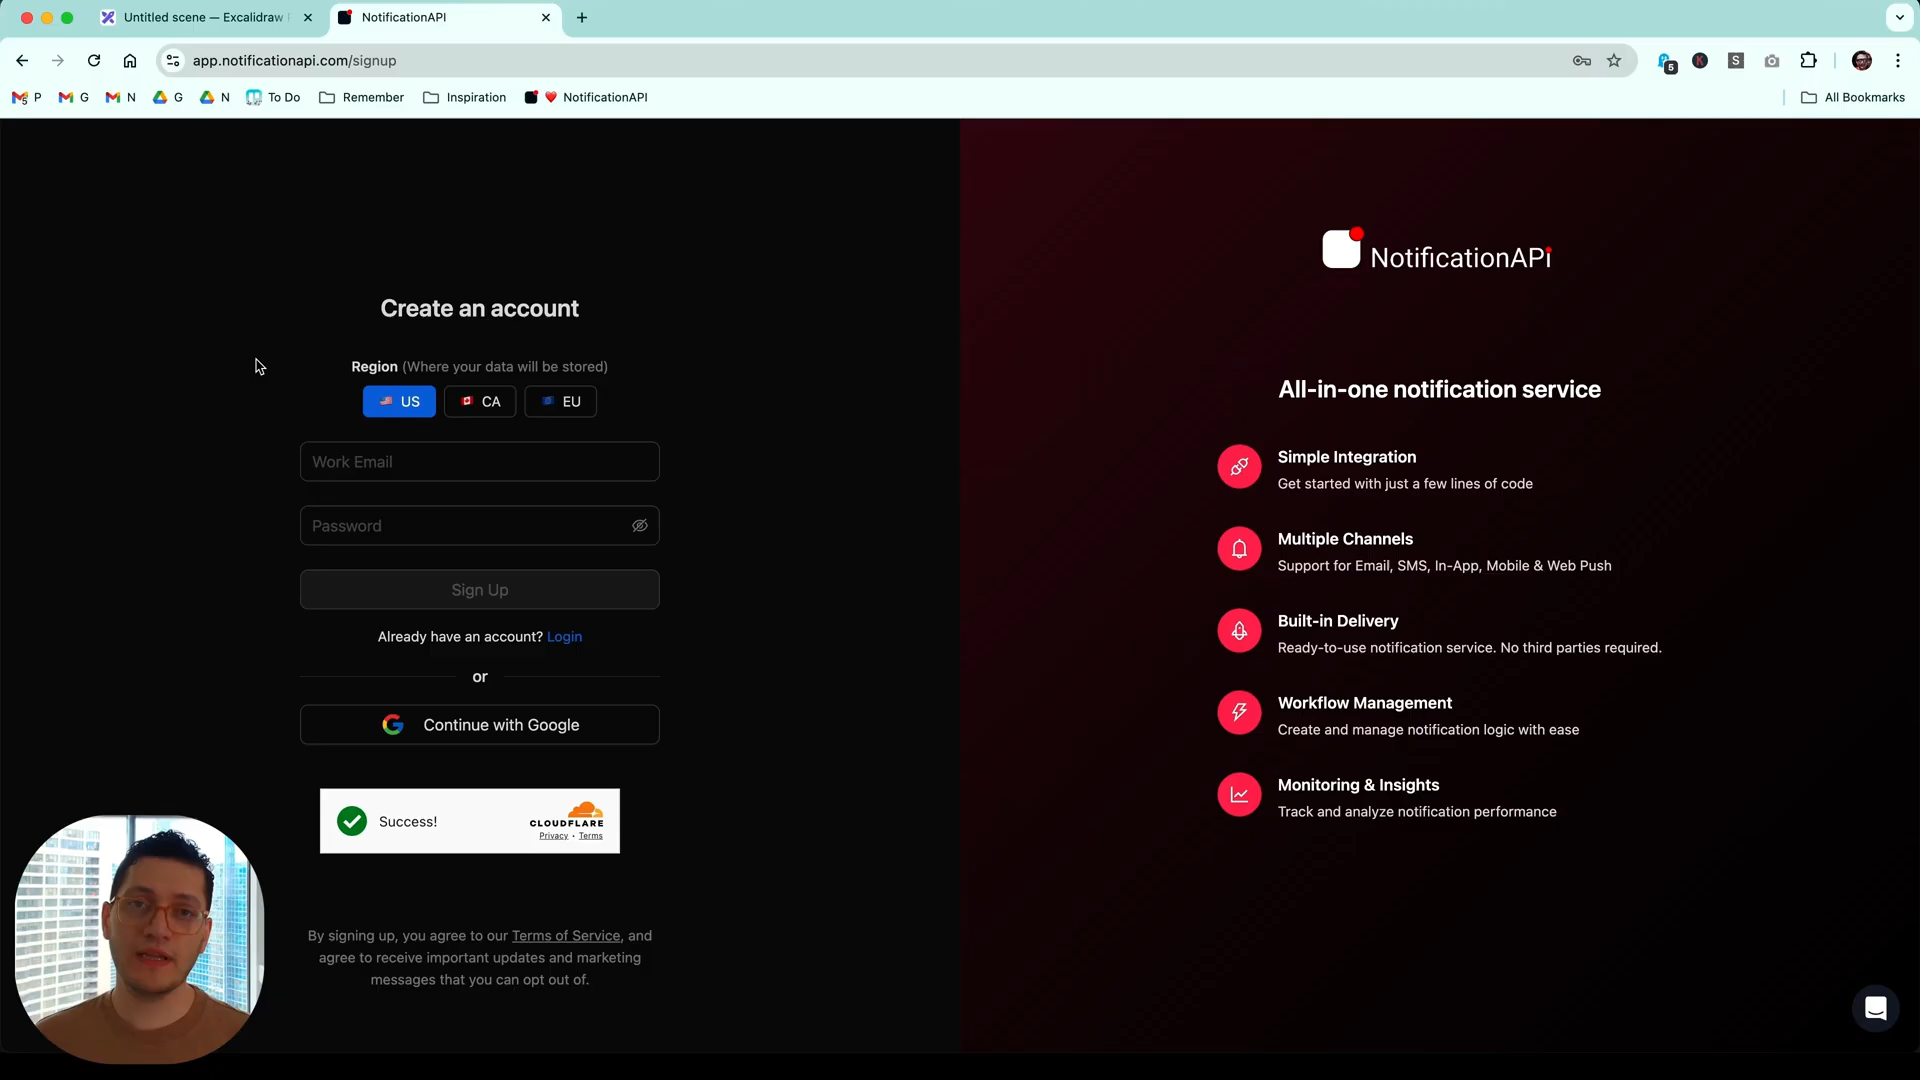 Untitled scene — Excalidraw
NotificationAPI
app.notificationapi.com/signup
5
K
S
5
P
G
N
G
N
To Do
Remember
Inspiration
❤️ NotificationAPI
All Bookmarks
Create an account
Region (Where your data will be stored)
US
CA
EU
Work Email
Password
Sign Up
Already have an account? Login
or
Continue with Google
Success!
CLOUDFLARE
Privacy • Terms
By signing up, you agree to our Terms of Service, and
agree to receive important updates and marketing
messages that you can opt out of.
NotificationAPi
All-in-one notification service
Simple Integration
Get started with just a few lines of code
Multiple Channels
Support for Email, SMS, In-App, Mobile & Web Push
Built-in Delivery
Ready-to-use notification service. No third parties required.
Workflow Management
Create and manage notification logic with ease
Monitoring & Insights
Track and analyze notification performance